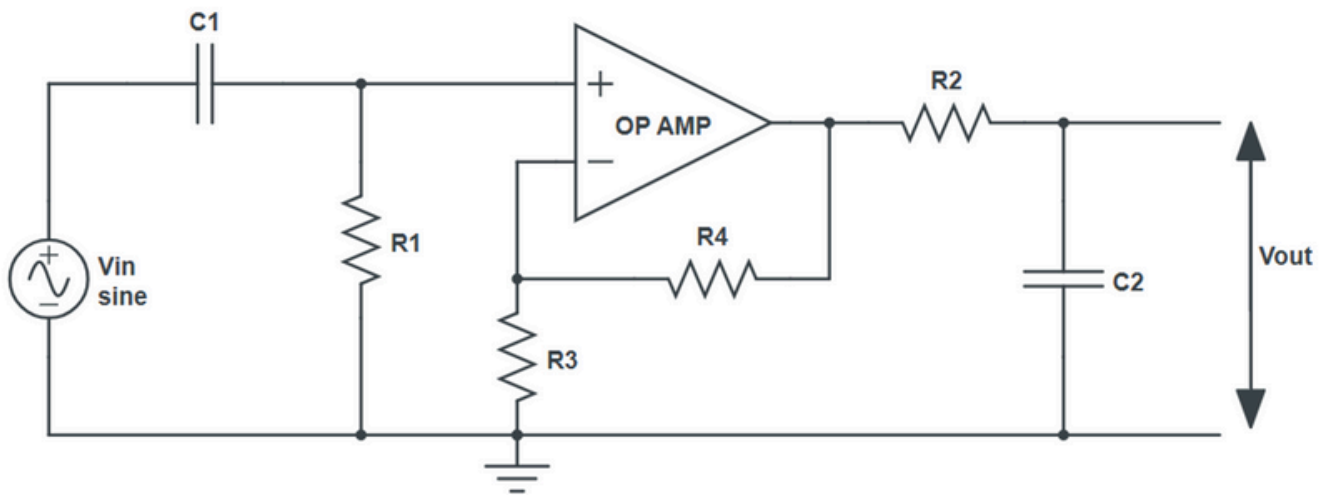 C1
R2
+
OP AMP
−
R4
R1
+
Vin
sine
−
Vout
C2
R3